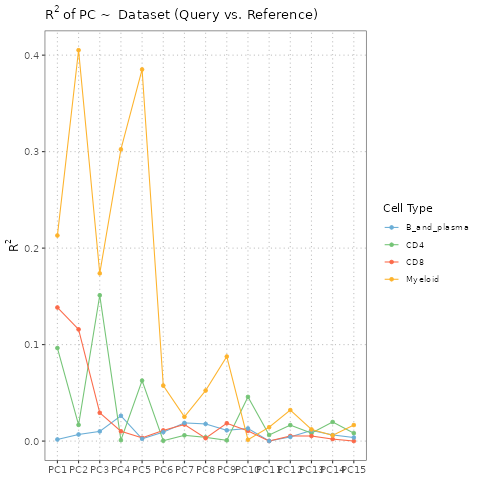 R² of PC ~ Dataset (Query vs. Reference)
0.4
0.3
0.2
0.1
0.0
R²
PC1 PC2 PC3 PC4 PC5 PC6 PC7 PC8 PC9 PC10 PC11 PC12 PC13 PC14 PC15
Cell Type
B_and_plasma
CD4
CD8
Myeloid